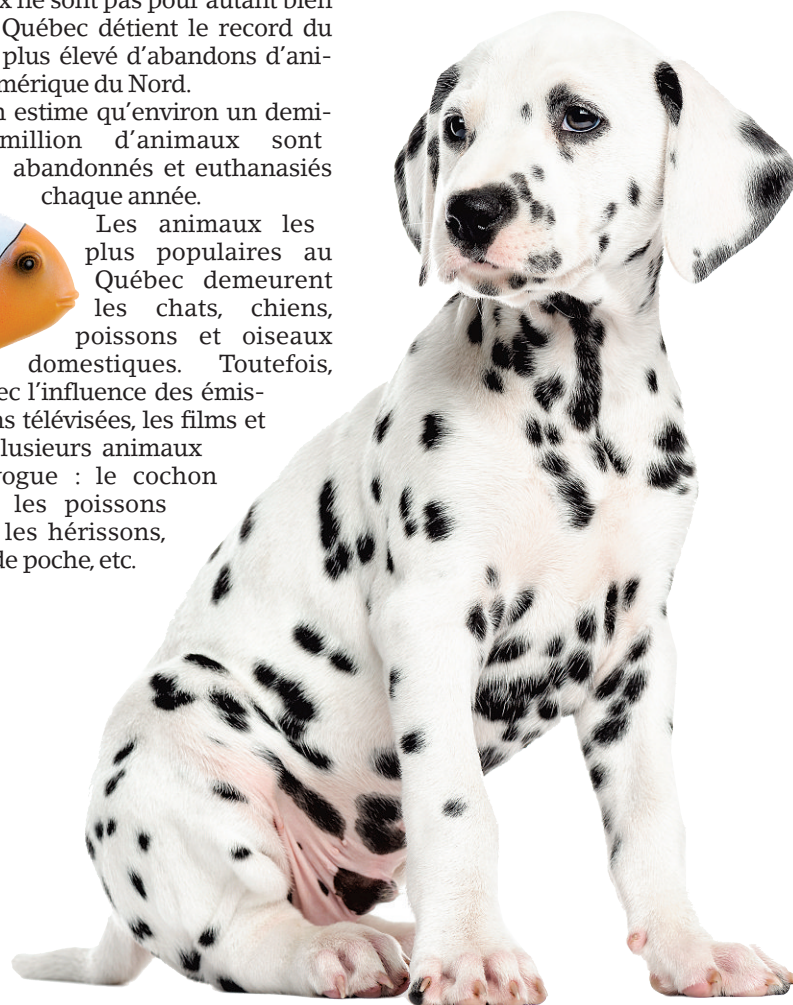 x ne sont pas pour autant bien
Québec détient le record du
plus élevé d'abandons d'ani-
mérique du Nord.
n estime qu'environ un demi-
million d'animaux sont
abandonnés et euthanasiés
chaque année.
Les animaux les
plus populaires au
Québec demeurent
les chats, chiens,
poissons et oiseaux
domestiques. Toutefois,
ec l'influence des émis-
ns télévisées, les films et
lusieurs animaux
vogue : le cochon
les poissons
les hérissons,
de poche, etc.